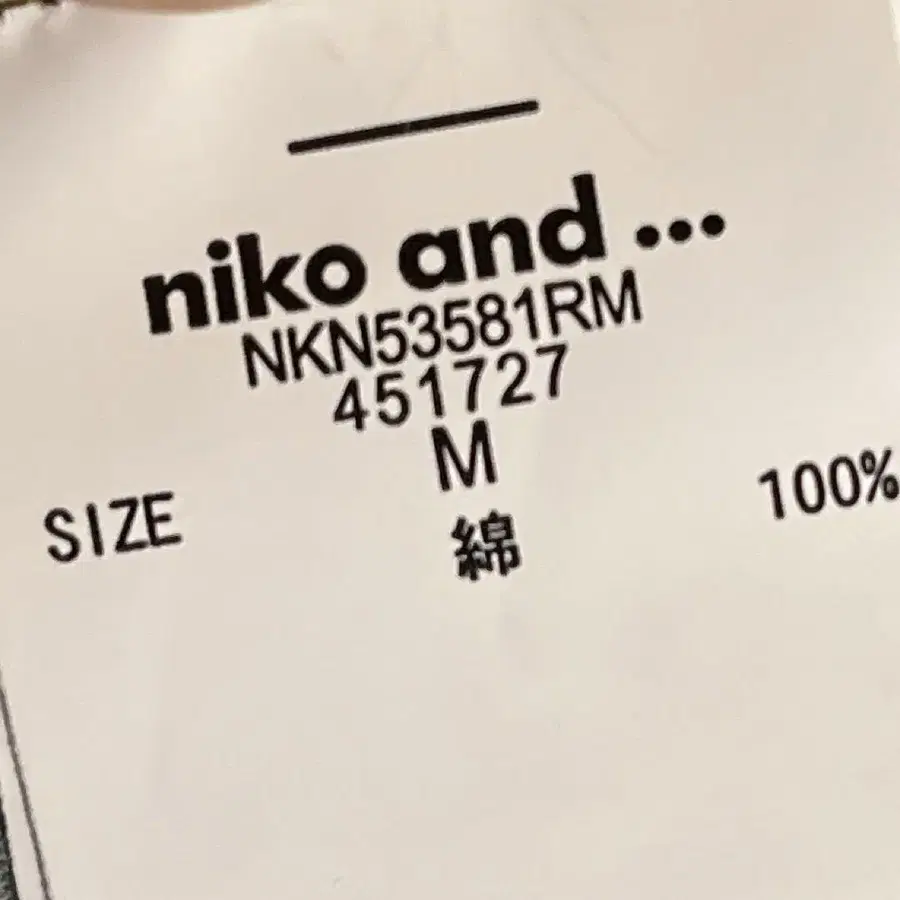 niko and ...
NKN53581RM
451727
SIZE M
綿 100%